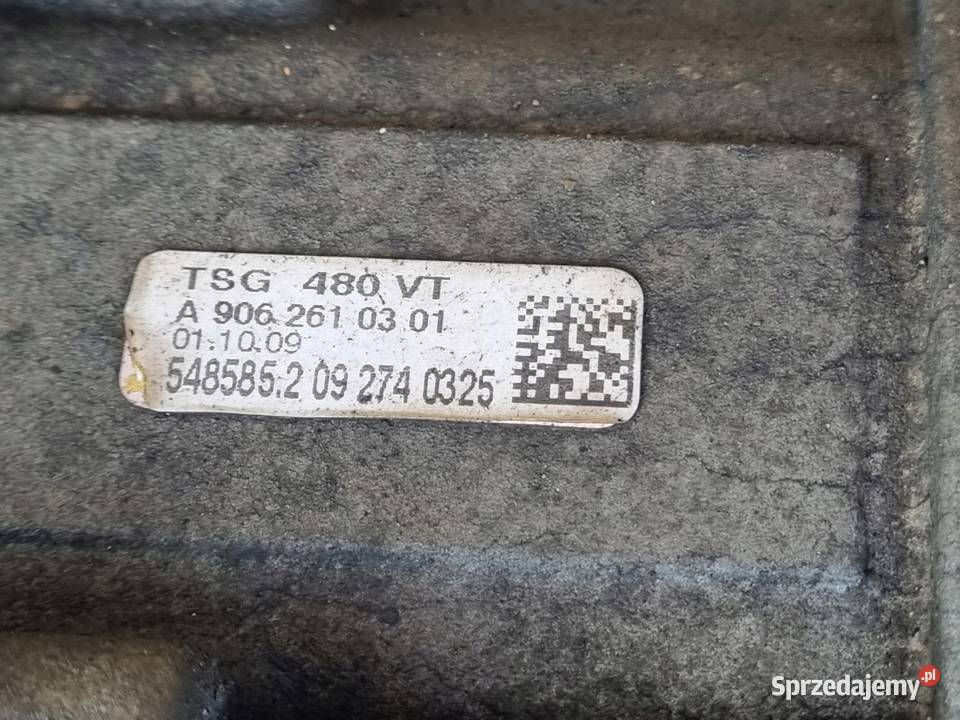 TSG 480 VT
A 906 261 03 01
01.10.09
548585.2 09 274 0325
Sprzedajemy.pl